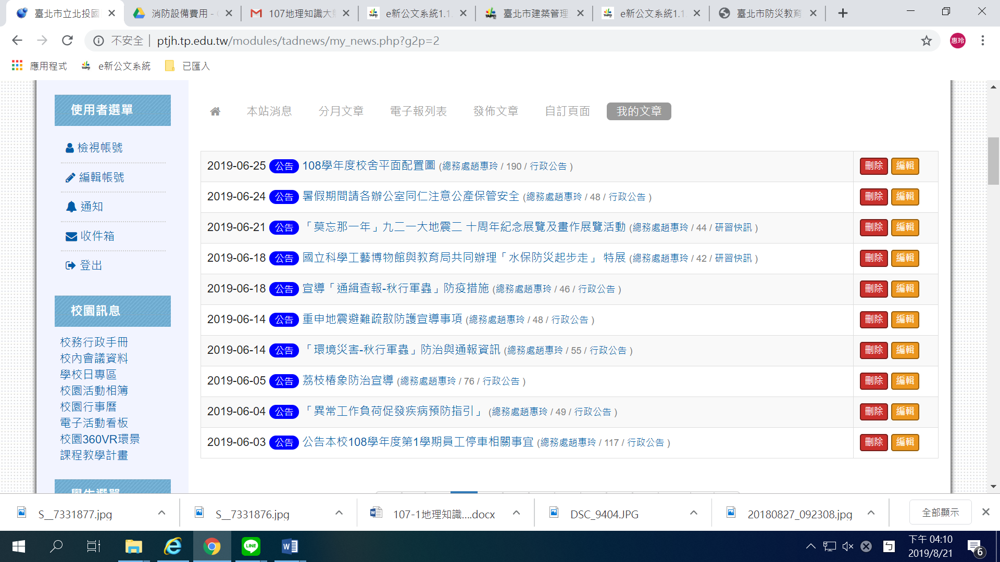 臺北市立北投國
消防設備費用 -
107地理知識大
e新公文系統1.1
臺北市建築管理
e新公文系統1.1
臺北市防災教育
不安全 ptjh.tp.edu.tw/modules/tadnews/my_news.php?g2p=2
惠玲
應用程式 e新公文系統 已匯入
使用者選單
檢視帳號
編輯帳號
通知
收件箱
登出
校園訊息
校務行政手冊
校內會議資料
學校日專區
校園活動相簿
校園行事曆
電子活動看板
校園360VR環景
課程教學計畫
學生選單
本站消息 分月文章 電子報列表 發佈文章 自訂頁面 我的文章
2019-06-25 公告 108學年度校舍平面配置圖 (總務處趙惠玲 / 190 / 行政公告 ) 刪除 編輯
2019-06-24 公告 暑假期間請各辦公室同仁注意公產保管安全 (總務處趙惠玲 / 48 / 行政公告 ) 刪除 編輯
2019-06-21 公告 「莫忘那一年」九二一大地震二 十周年紀念展覽及畫作展覽活動 (總務處趙惠玲 / 44 / 研習快訊 ) 刪除 編輯
2019-06-18 公告 國立科學工藝博物館與教育局共同辦理「水保防災起步走」 特展 (總務處趙惠玲 / 42 / 研習快訊 ) 刪除 編輯
2019-06-18 公告 宣導「通緝查報-秋行軍蟲」防疫措施 (總務處趙惠玲 / 46 / 行政公告 ) 刪除 編輯
2019-06-14 公告 重申地震避難疏散防護宣導事項 (總務處趙惠玲 / 48 / 行政公告 ) 刪除 編輯
2019-06-14 公告 「環境災害-秋行軍蟲」防治與通報資訊 (總務處趙惠玲 / 55 / 行政公告 ) 刪除 編輯
2019-06-05 公告 荔枝椿象防治宣導 (總務處趙惠玲 / 76 / 行政公告 ) 刪除 編輯
2019-06-04 公告 「異常工作負荷促發疾病預防指引」 (總務處趙惠玲 / 49 / 行政公告 ) 刪除 編輯
2019-06-03 公告 公告本校108學年度第1學期員工停車相關事宜 (總務處趙惠玲 / 117 / 行政公告 ) 刪除 編輯
S__7331877.jpg
S__7331876.jpg
107-1地理知識....docx
DSC_9404.JPG
20180827_092308.jpg
全部顯示
LINE
下午 04:10
2019/8/21
6